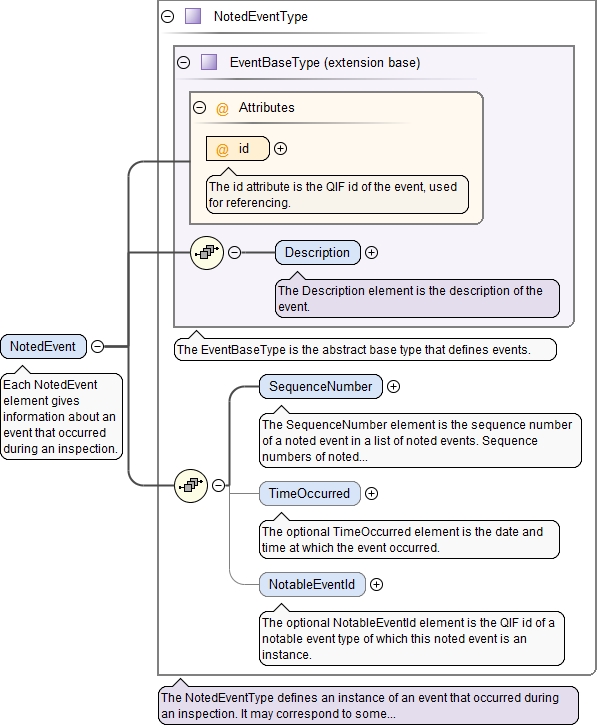 NotedEventType
EventBaseType (extension base)
@ Attributes
@ id
The id attribute is the QIF id of the event, used
for referencing.
Description
The Description element is the description of the
event.
The EventBaseType is the abstract base type that defines events.
NotedEvent
Each NotedEvent
element gives
information about an
event that occurred
during an inspection.
SequenceNumber
The SequenceNumber element is the sequence number
of a noted event in a list of noted events. Sequence
numbers of noted...
TimeOccurred
The optional TimeOccurred element is the date and
time at which the event occurred.
NotableEventId
The optional NotableEventId element is the QIF id of a
notable event type of which this noted event is an
instance.
The NotedEventType defines an instance of an event that occurred during
an inspection. It may correspond to some...